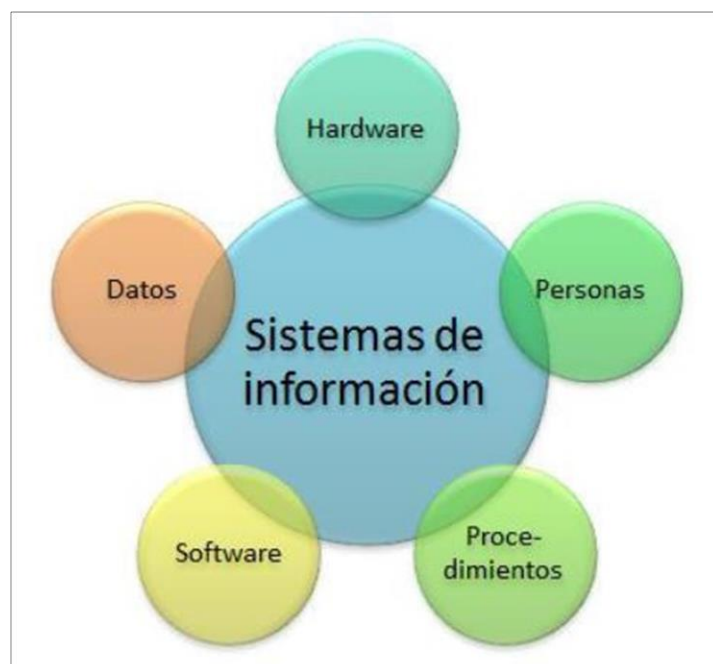 Hardware
Datos
Personas
Sistemas de
información
Software
Proce-
dimientos